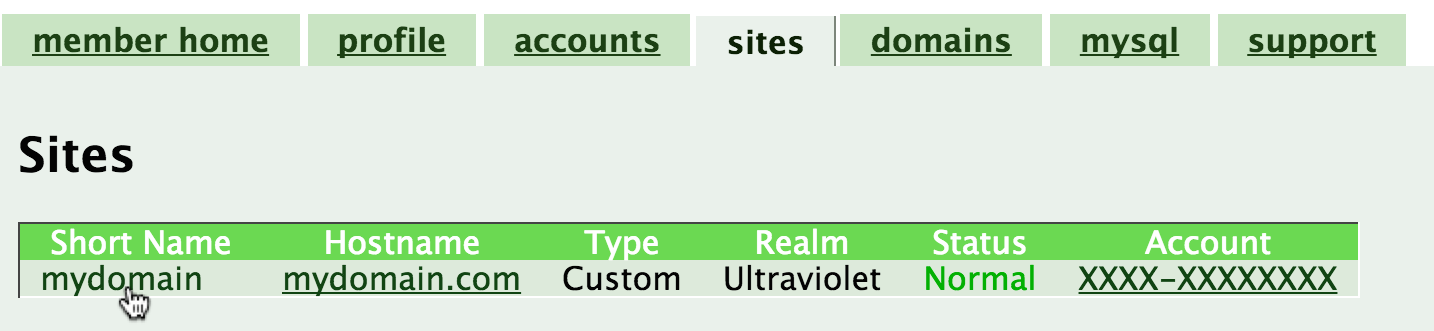 member home profile accounts sites domains mysql support
Sites
Short Name Hostname Type Realm Status Account
mydomain mydomain.com Custom Ultraviolet Normal XXXX-XXXXXXXX